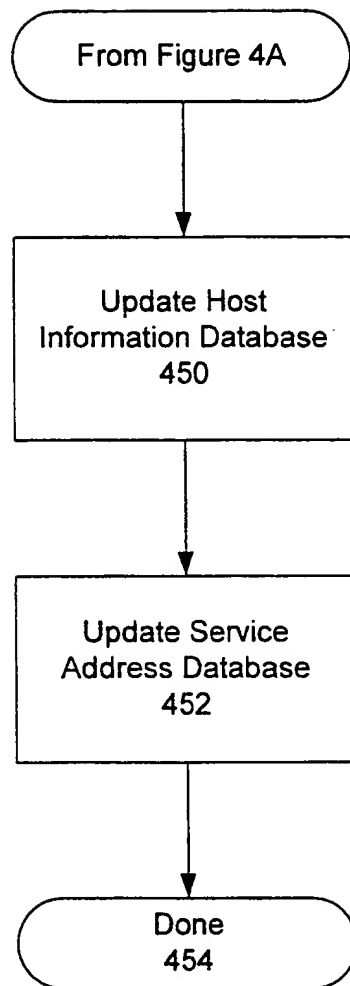 From Figure 4A
Update Host
Information Database
450
Update Service
Address Database
452
Done
454